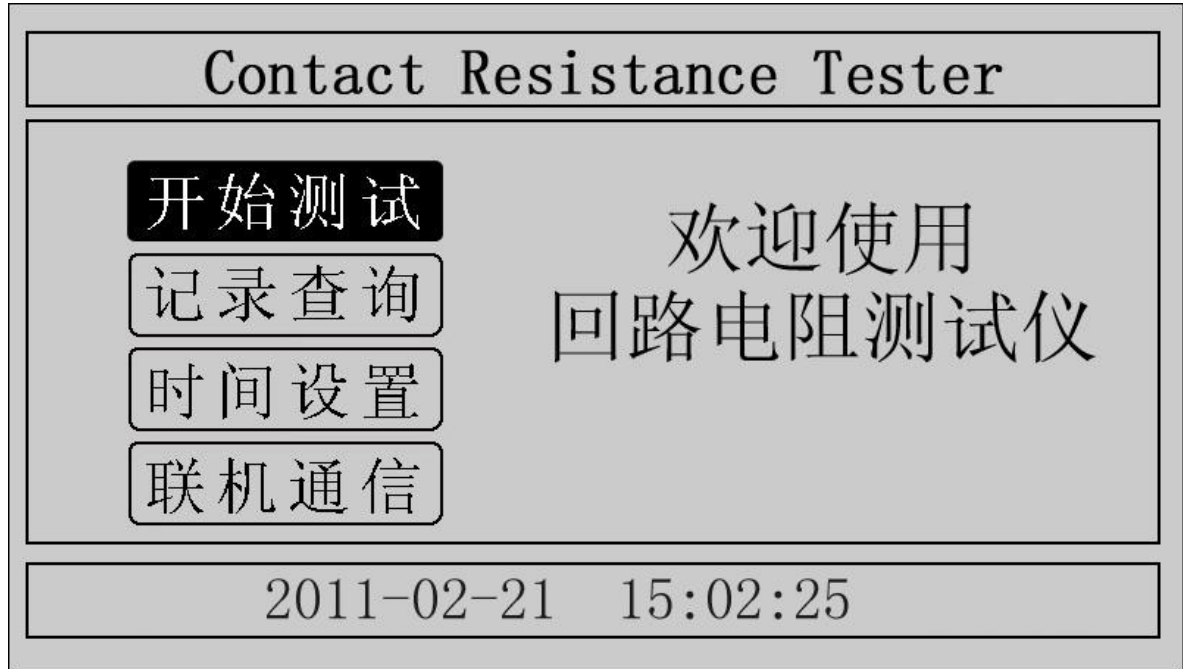 Contact Resistance Tester
开始测试
记录查询
时间设置
联机通信
欢迎使用
回路电阻测试仪
2011-02-21 15:02:25